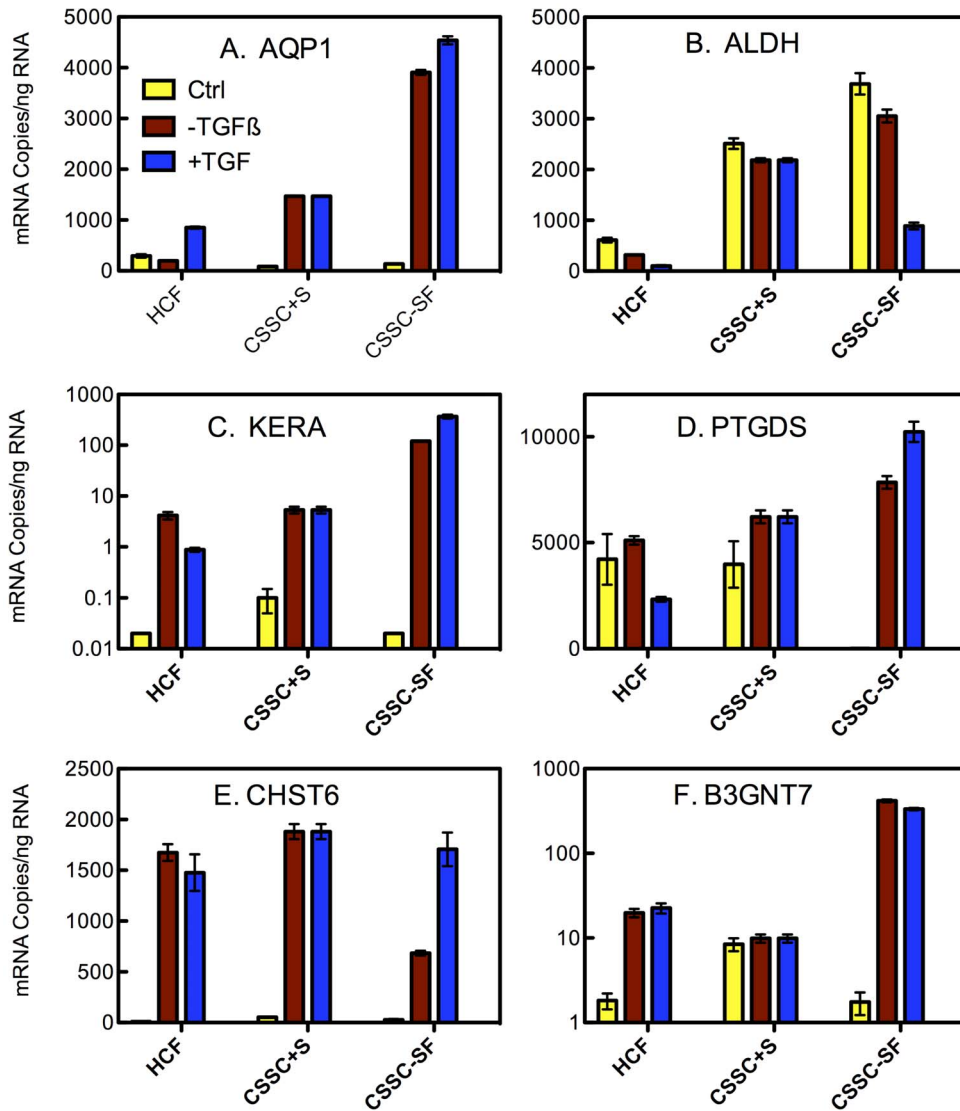 A. AQP1
mRNA Copies/ng RNA
5000
4000
3000
2000
1000
0
Ctrl
-TGFß
+TGF
HCF
CSSC+S
CSSC-SF
B. ALDH
5000
4000
3000
2000
1000
0
HCF
CSSC+S
CSSC-SF
C. KERA
mRNA Copies/ng RNA
1000
100
10
1
0.1
0.01
HCF
CSSC+S
CSSC-SF
D. PTGDS
10000
5000
0
HCF
CSSC+S
CSSC-SF
E. CHST6
mRNA Copies/ng RNA
2500
2000
1500
1000
500
0
HCF
CSSC+S
CSSC-SF
F. B3GNT7
1000
100
10
1
HCF
CSSC+S
CSSC-SF